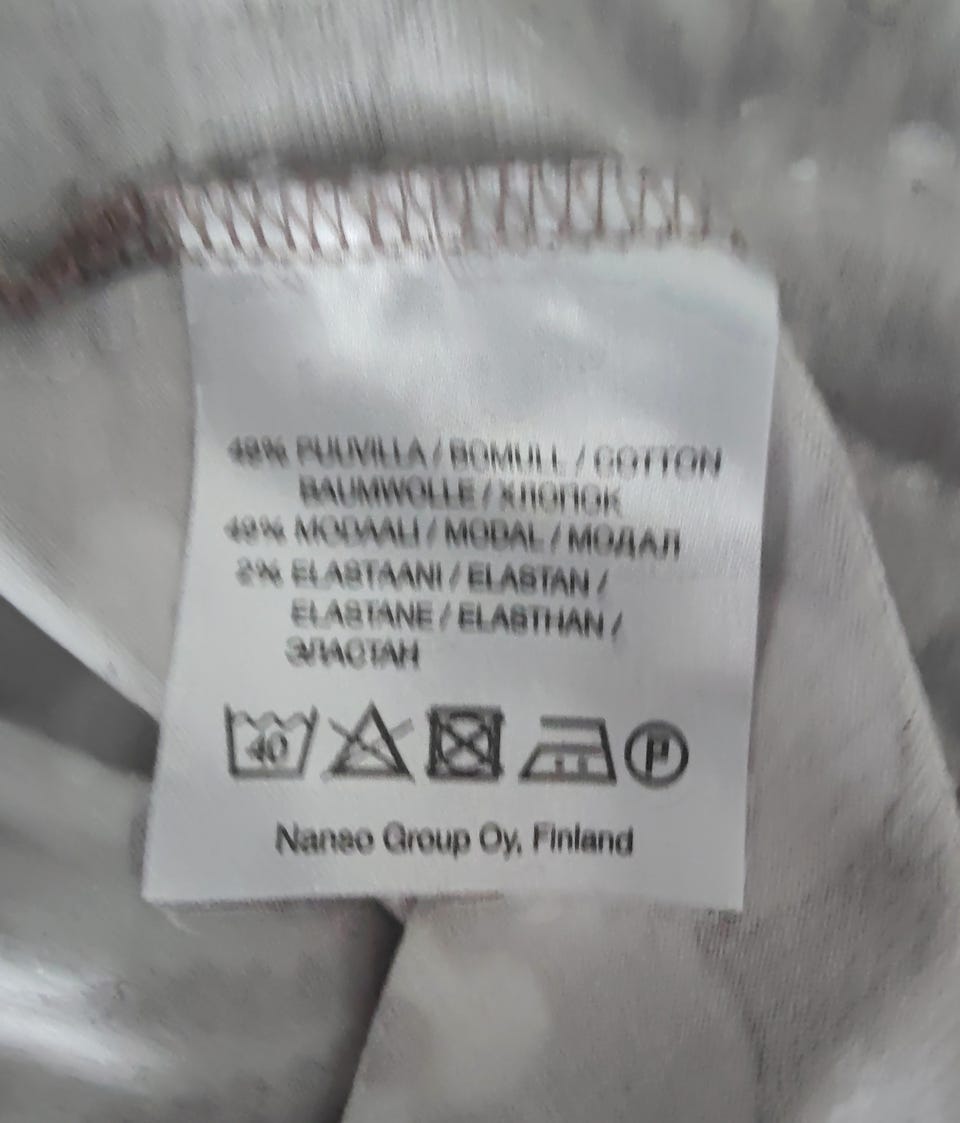 49% PUUVILLA / BOMULL / COTTON
BAUMWOLLE / ХЛОПОК
49% MODAALI / MODAL / МОДАЛ
2% ELASTAANI / ELASTAN /
ELASTANE / ELASTHAN /
ЭЛАСТАН
40 P
Nanso Group Oy, Finland